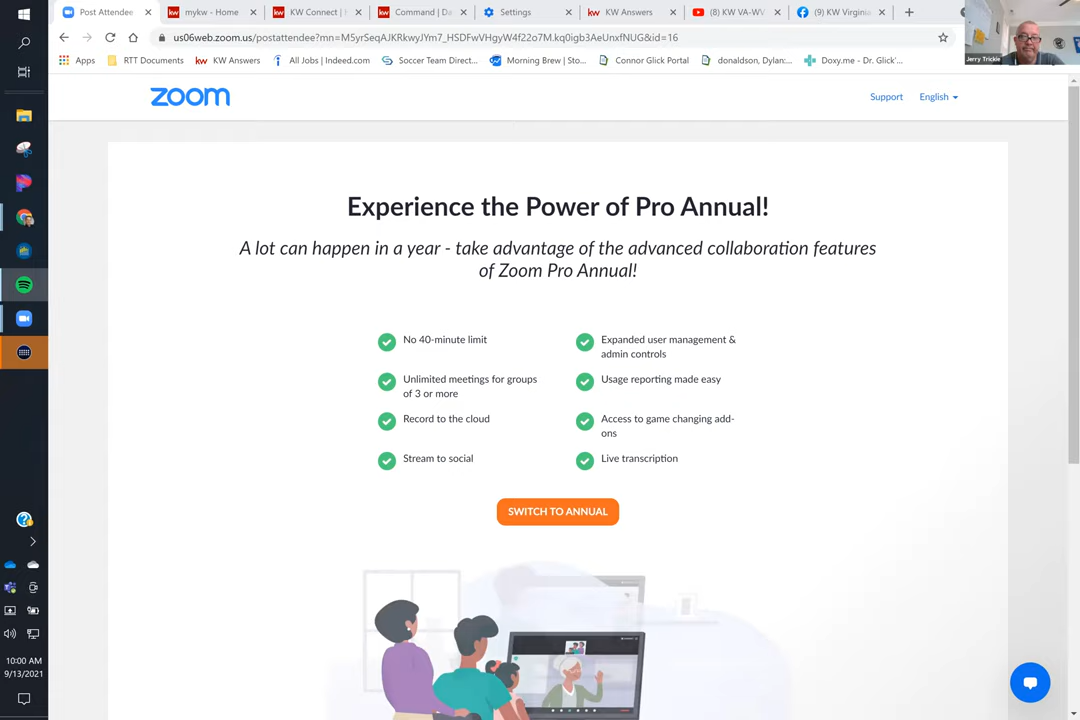 Post Attendee
mykw - Home
KW Connect |
Command | Da
Settings
KW Answers
(8) KW VA-WV
(9) KW Virginia
us06web.zoom.us/postattendee?mn=M5yrSeqAJKRkwyJYm7_HSDFwVHgyW4f22o7M.kq0igb3AeUnxfNUG&id=16
Apps
RTT Documents
KW Answers
All Jobs | Indeed.com
Soccer Team Direct...
Morning Brew | Sto...
Connor Glick Portal
donaldson, Dylan:...
Doxy.me - Dr. Glick'...
Jerry Trickie
zoom
Support
English
Experience the Power of Pro Annual!
A lot can happen in a year - take advantage of the advanced collaboration features
of Zoom Pro Annual!
No 40-minute limit
Unlimited meetings for groups
of 3 or more
Record to the cloud
Stream to social
Expanded user management &
admin controls
Usage reporting made easy
Access to game changing add-
ons
Live transcription
SWITCH TO ANNUAL
10:00 AM
9/13/2021